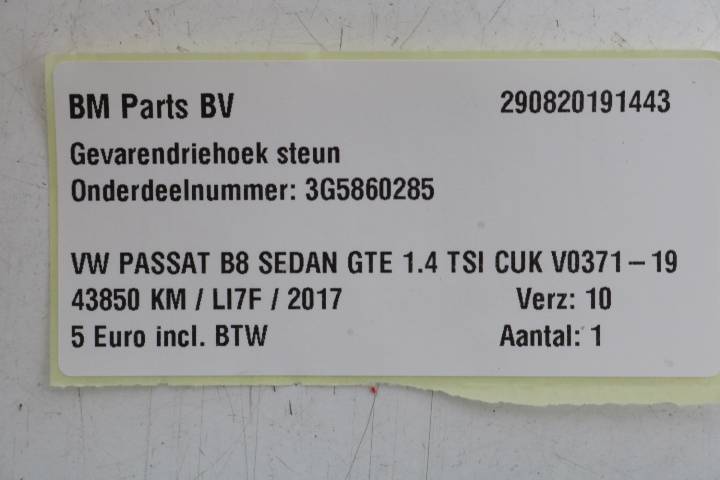 BM Parts BV 290820191443
Gevarendriehoek steun
Onderdeelnummer: 3G5860285
VW PASSAT B8 SEDAN GTE 1.4 TSI CUK V0371-19
43850 KM / LI7F / 2017 Verz: 10
5 Euro incl. BTW Aantal: 1